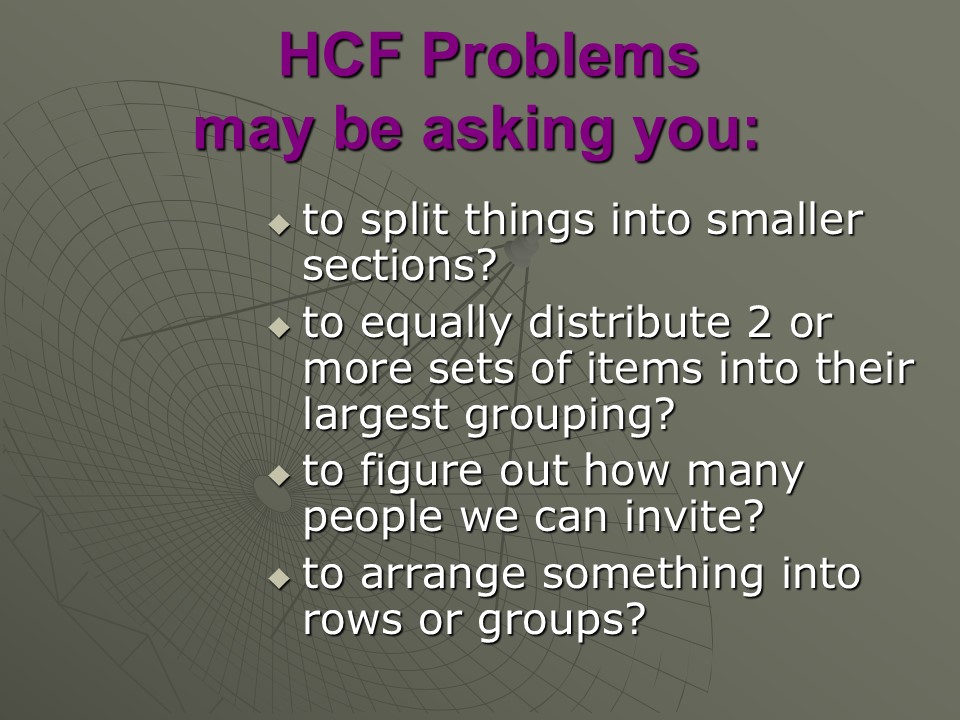 HCF Problems
may be asking you:
◆ to split things into smaller
sections?
◆ to equally distribute 2 or
more sets of items into their
largest grouping?
◆ to figure out how many
people we can invite?
◆ to arrange something into
rows or groups?